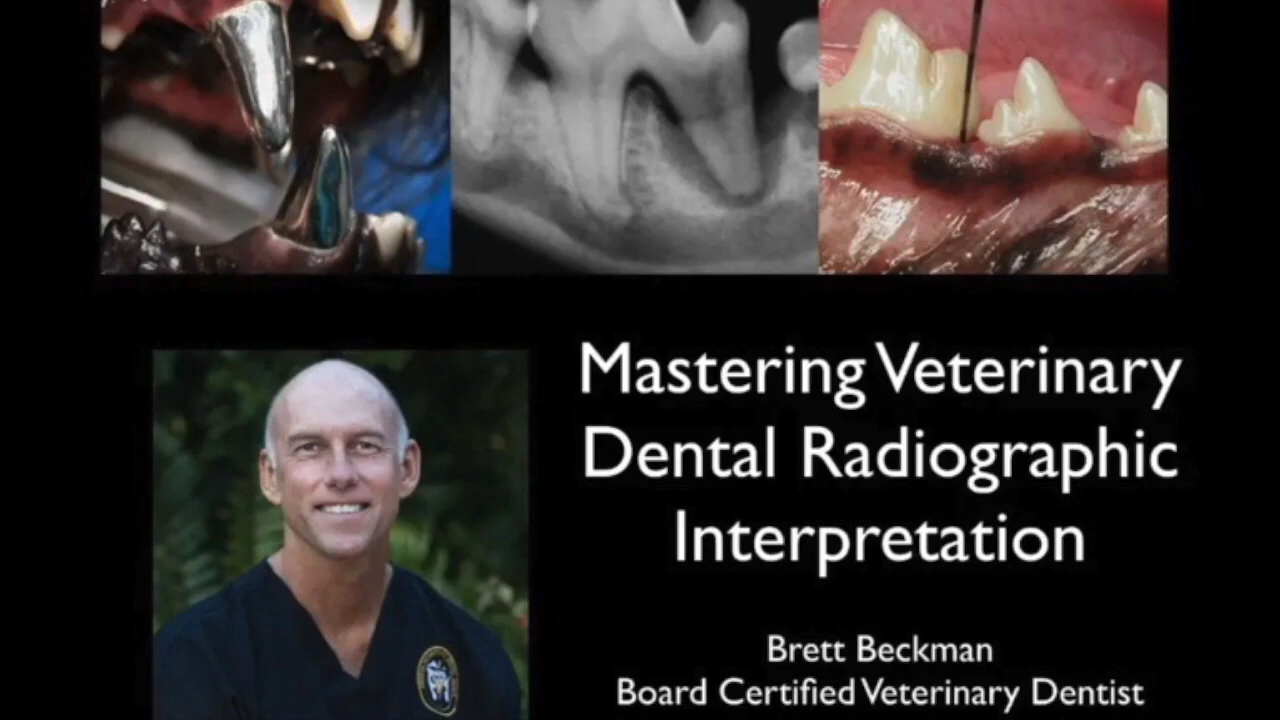 Mastering Veterinary
Dental Radiographic
Interpretation
Brett Beckman
Board Certified Veterinary Dentist